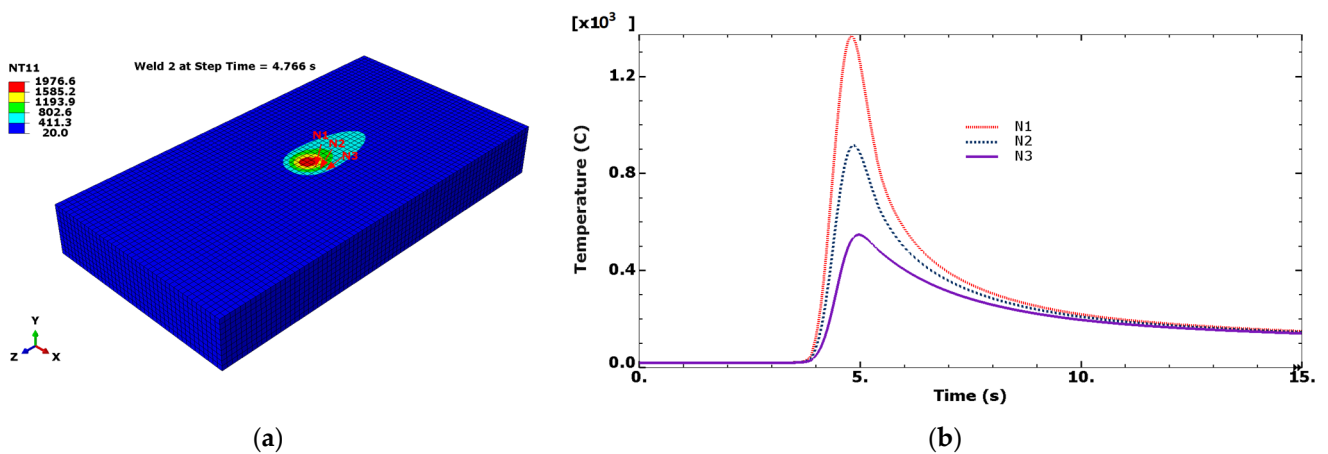 NT11
1976.6
1585.2
1193.9
802.6
411.3
20.0
Weld 2 at Step Time = 4.766 s
N1
N2
N3
Y
Z
X
(a)
[x10³ ]
1.2
0.8
0.4
0.0
Temperature (C)
N1
N2
N3
0.
5.
10.
15.
Time (s)
(b)